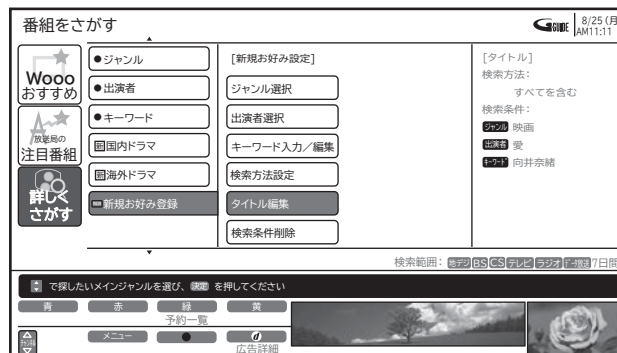 番組をさがす
GGUIDE
8/25(月
AM11:11
Wooo
おすすめ
放送局の
注目番組
詳しく
さがす
●ジャンル
●出演者
●キーワード
国内ドラマ
海外ドラマ
新規お好み登録
[新規お好み設定]
ジャンル選択
出演者選択
キーワード入力／編集
検索方法設定
タイトル編集
検索条件削除
[タイトル]
検索方法:
すべてを含む
検索条件:
ジャンル 映画
出演者 愛
キーワード 向井奈緒
検索範囲: 地デジ BS CS テレビ ラジオ データ放送 7日間
で探したいメインジャンルを選び、決定 を押してください
青 赤 緑 黄
予約一覧
チャンネル メニュー ● d
広告詳細